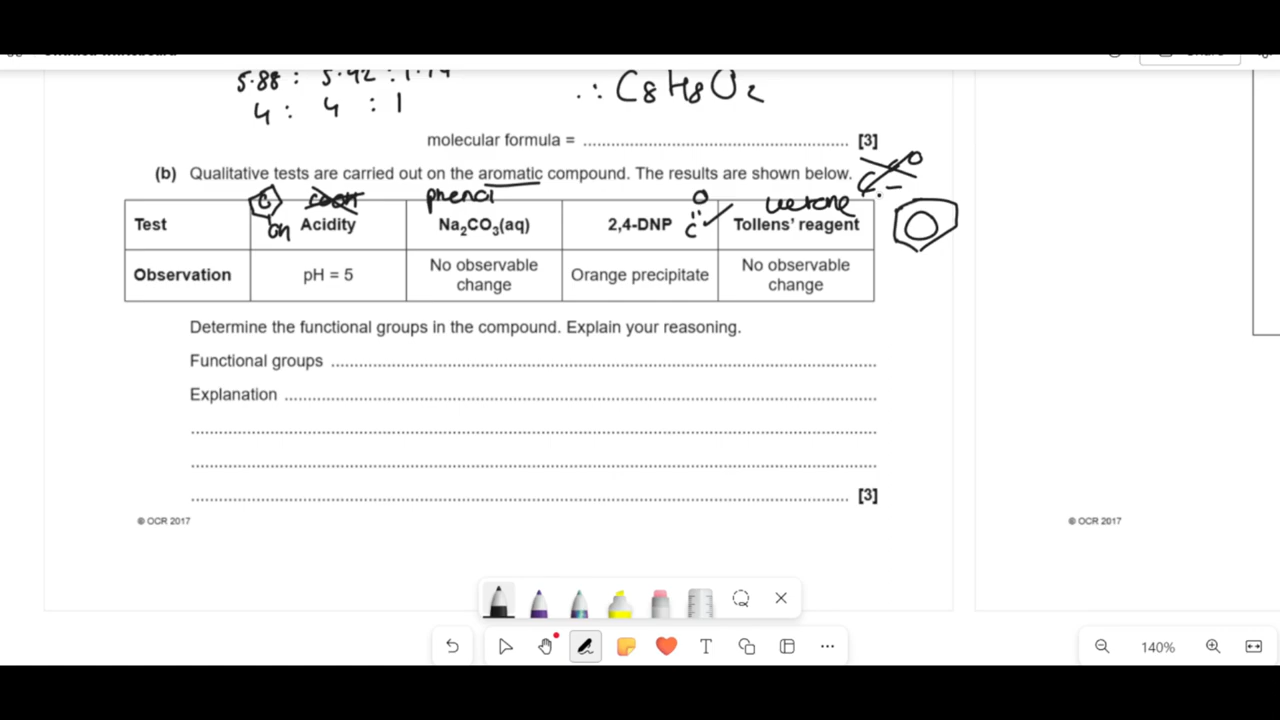 5.88 : 5.42 : 1.
4 : 4 : 1
∴ C8H8O2
molecular formula = [3]
(b) Qualitative tests are carried out on the aromatic compound. The results are shown below.
phenol
ketone
OH
O
C
Test Acidity Na₂CO₃(aq) 2,4-DNP Tollens’ reagent
Observation pH = 5 No observable change Orange precipitate No observable change
Determine the functional groups in the compound. Explain your reasoning.
Functional groups
Explanation
[3]
© OCR 2017
© OCR 2017
140%